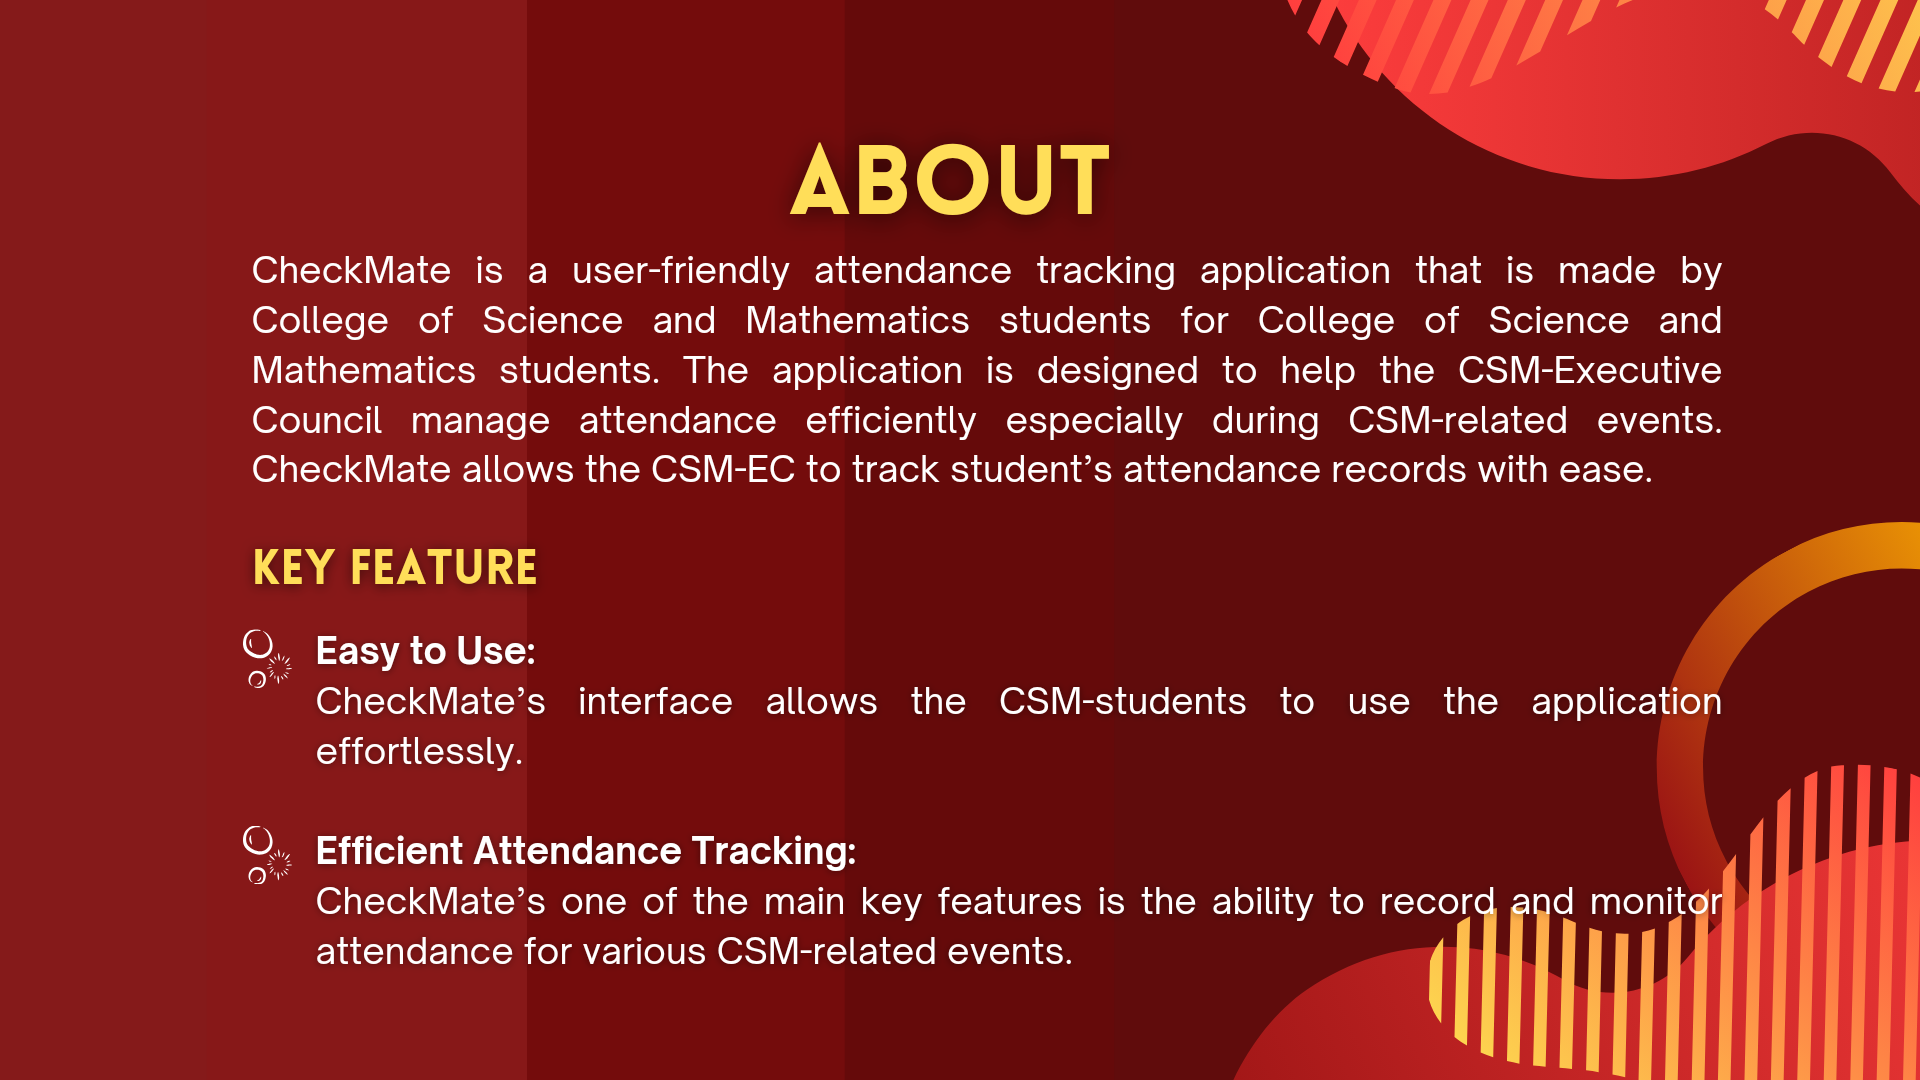 ABOUT
CheckMate is a user-friendly attendance tracking application that is made by
College of Science and Mathematics students for College of Science and
Mathematics students. The application is designed to help the CSM-Executive
Council manage attendance efficiently especially during CSM-related events.
CheckMate allows the CSM-EC to track student’s attendance records with ease.
KEY FEATURE
Easy to Use:
CheckMate’s interface allows the CSM-students to use the application
effortlessly.
Efficient Attendance Tracking:
CheckMate’s one of the main key features is the ability to record and monitor
attendance for various CSM-related events.